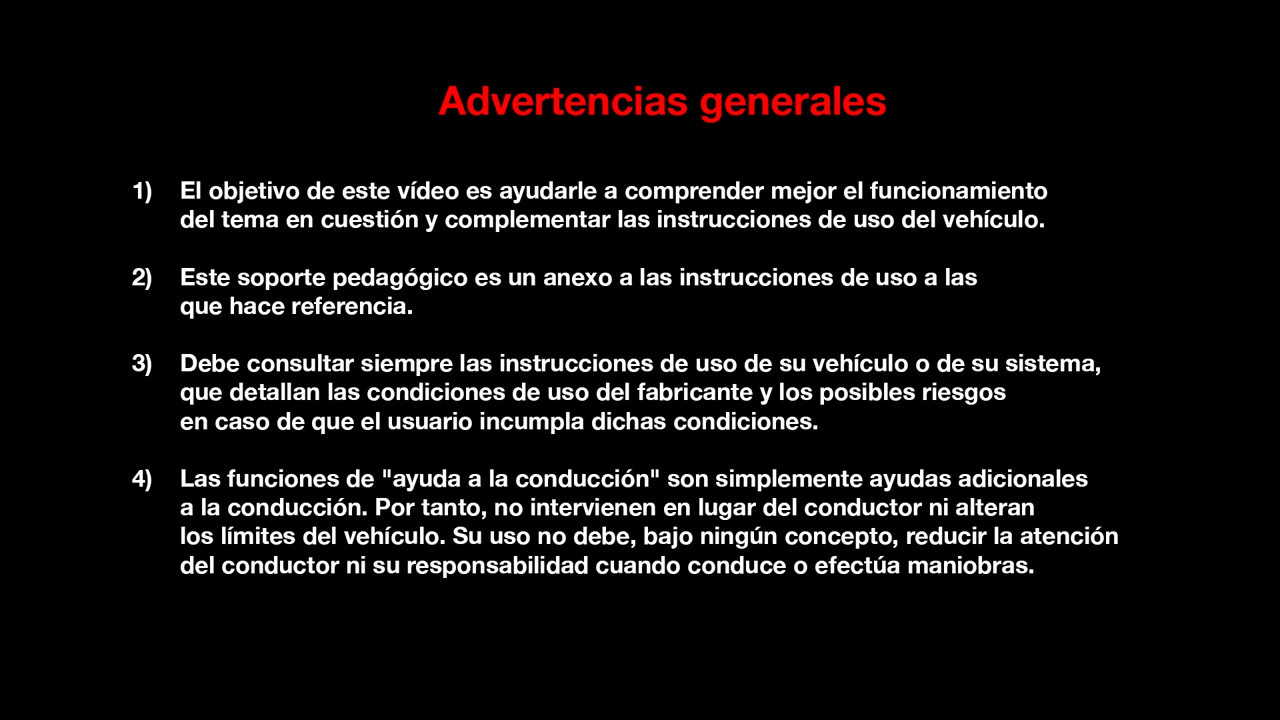 Advertencias generales
1) El objetivo de este vídeo es ayudarle a comprender mejor el funcionamiento
del tema en cuestión y complementar las instrucciones de uso del vehículo.
2) Este soporte pedagógico es un anexo a las instrucciones de uso a las
que hace referencia.
3) Debe consultar siempre las instrucciones de uso de su vehículo o de su sistema,
que detallan las condiciones de uso del fabricante y los posibles riesgos
en caso de que el usuario incumpla dichas condiciones.
4) Las funciones de "ayuda a la conducción" son simplemente ayudas adicionales
a la conducción. Por tanto, no intervienen en lugar del conductor ni alteran
los límites del vehículo. Su uso no debe, bajo ningún concepto, reducir la atención
del conductor ni su responsabilidad cuando conduce o efectúa maniobras.